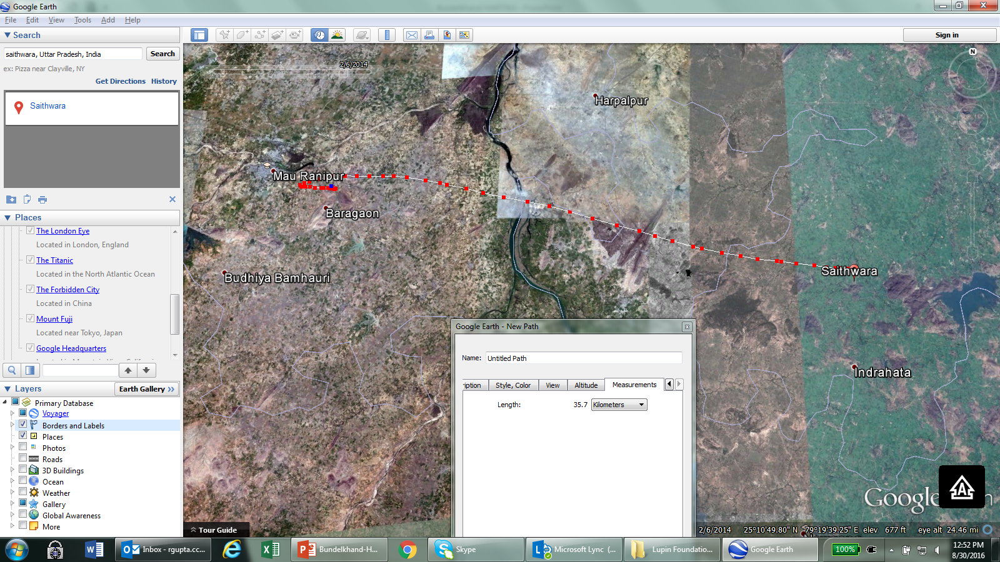 Google Earth
File Edit View Tools Add Help
Search
saithwara, Uttar Pradesh, India
Search
ex: Pizza near Clayville, NY
Get Directions History
Saithwara
Places
The London Eye
Located in London, England
The Titanic
Located in the North Atlantic Ocean
The Forbidden City
Located in China
Mount Fuji
Located near Tokyo, Japan
Google Headquarters
Layers
Earth Gallery >>
Primary Database
Voyager
Borders and Labels
Places
Photos
Roads
3D Buildings
Ocean
Weather
Gallery
Global Awareness
More
Sign in
2/6/2014
N
Harpalpur
Mau Ranipur
Baragaon
Budhiya Bamhauri
Saithwara
Indrahata
Google Earth - New Path
Name: Untitled Path
Style, Color View Altitude Measurements
Length: 35.7 Kilometers
Google
Tour Guide
2/6/2014 25°10'49.80" N 79°19'39.25" E elev 677 ft eye alt 24.46 mi
Inbox - rgupta.cc...
Bundelkhand-H...
Skype
Microsoft Lync (...
Lupin Foundatio...
Google Earth
100%
12:52 PM
8/30/2016